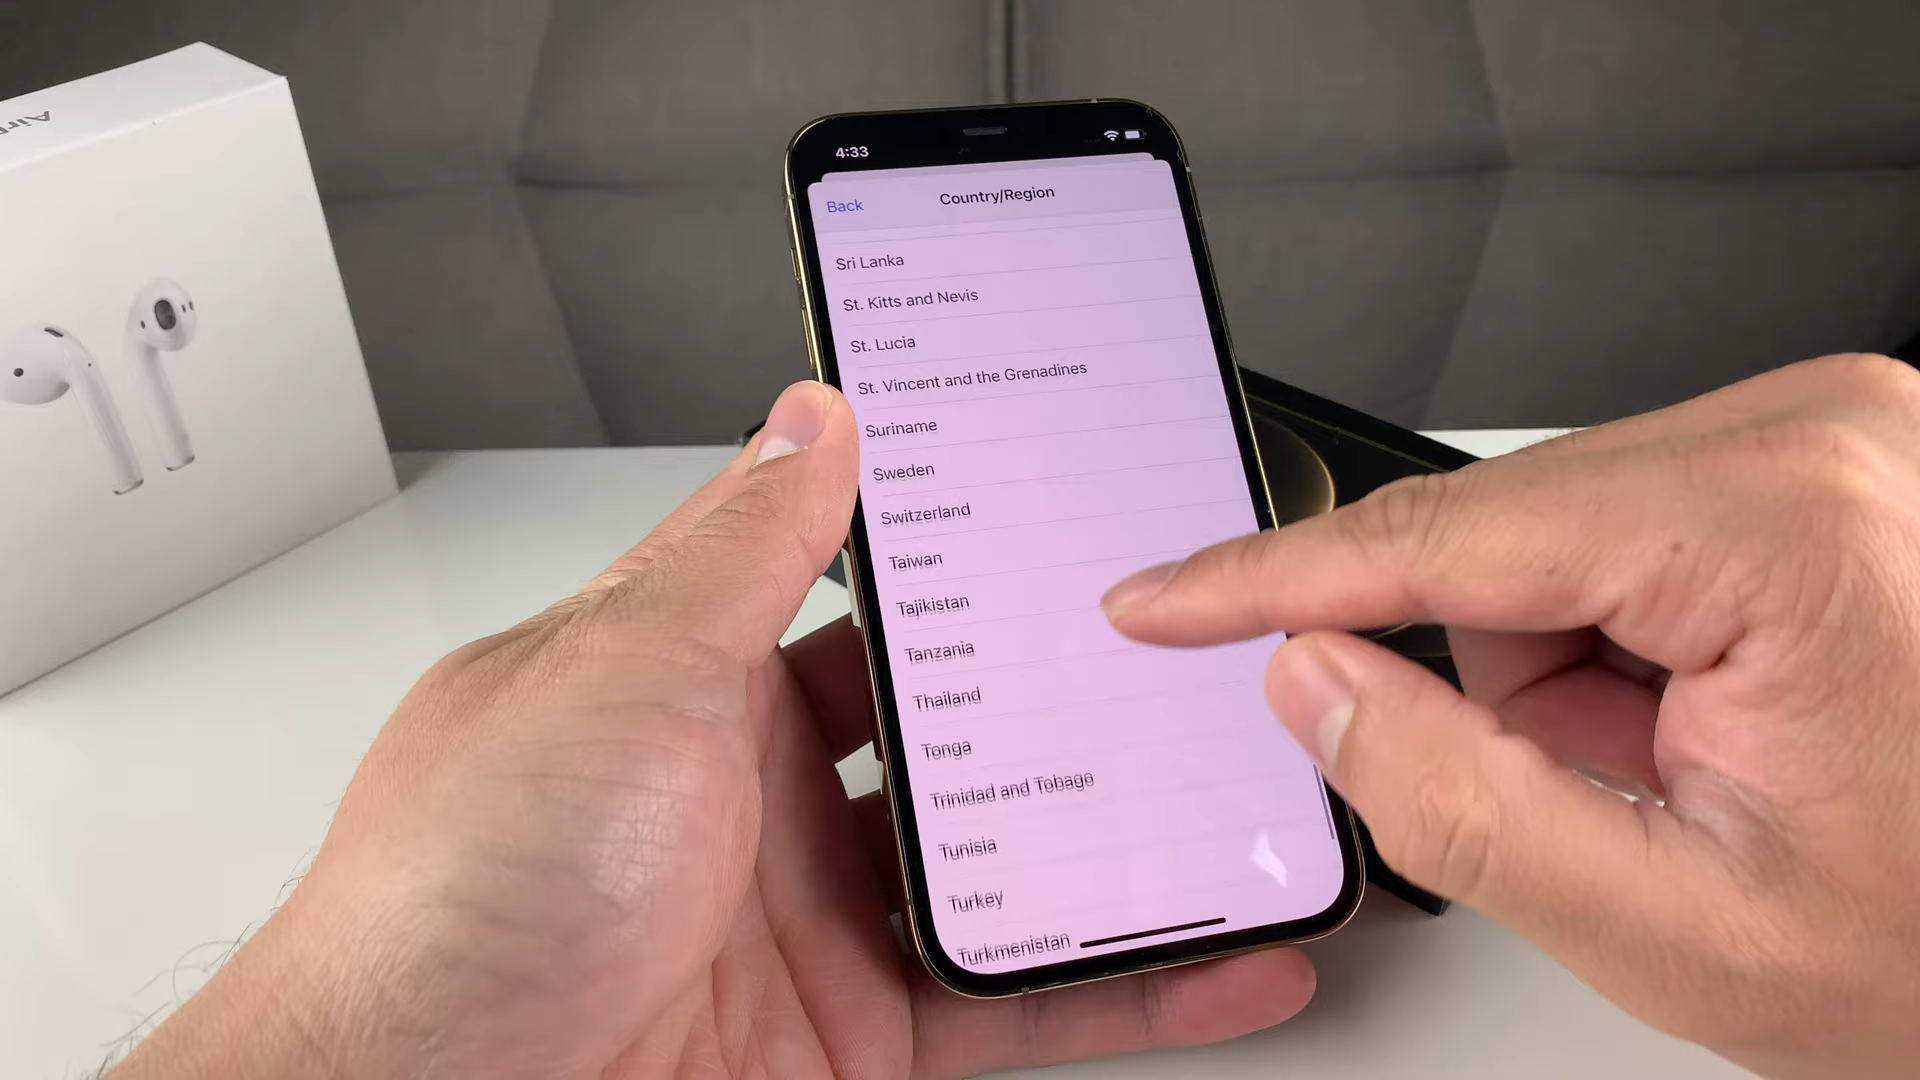 4:33
Back
Country/Region
Sri Lanka
St. Kitts and Nevis
St. Lucia
St. Vincent and the Grenadines
Suriname
Sweden
Switzerland
Taiwan
Tajikistan
Tanzania
Thailand
Tonga
Trinidad and Tobago
Tunisia
Turkey
Turkmenistan